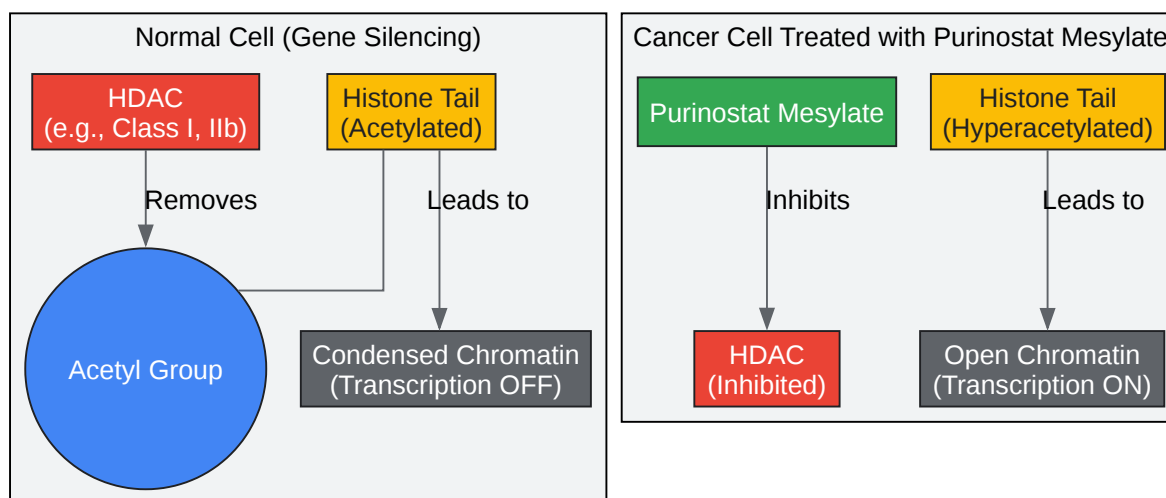 Normal Cell (Gene Silencing)
HDAC
(e.g., Class I, IIb)
Histone Tail
(Acetylated)
Removes
Leads to
Acetyl Group
Condensed Chromatin
(Transcription OFF)
Cancer Cell Treated with Purinostat Mesylate
Purinostat Mesylate
Histone Tail
(Hyperacetylated)
Inhibits
Leads to
HDAC
(Inhibited)
Open Chromatin
(Transcription ON)